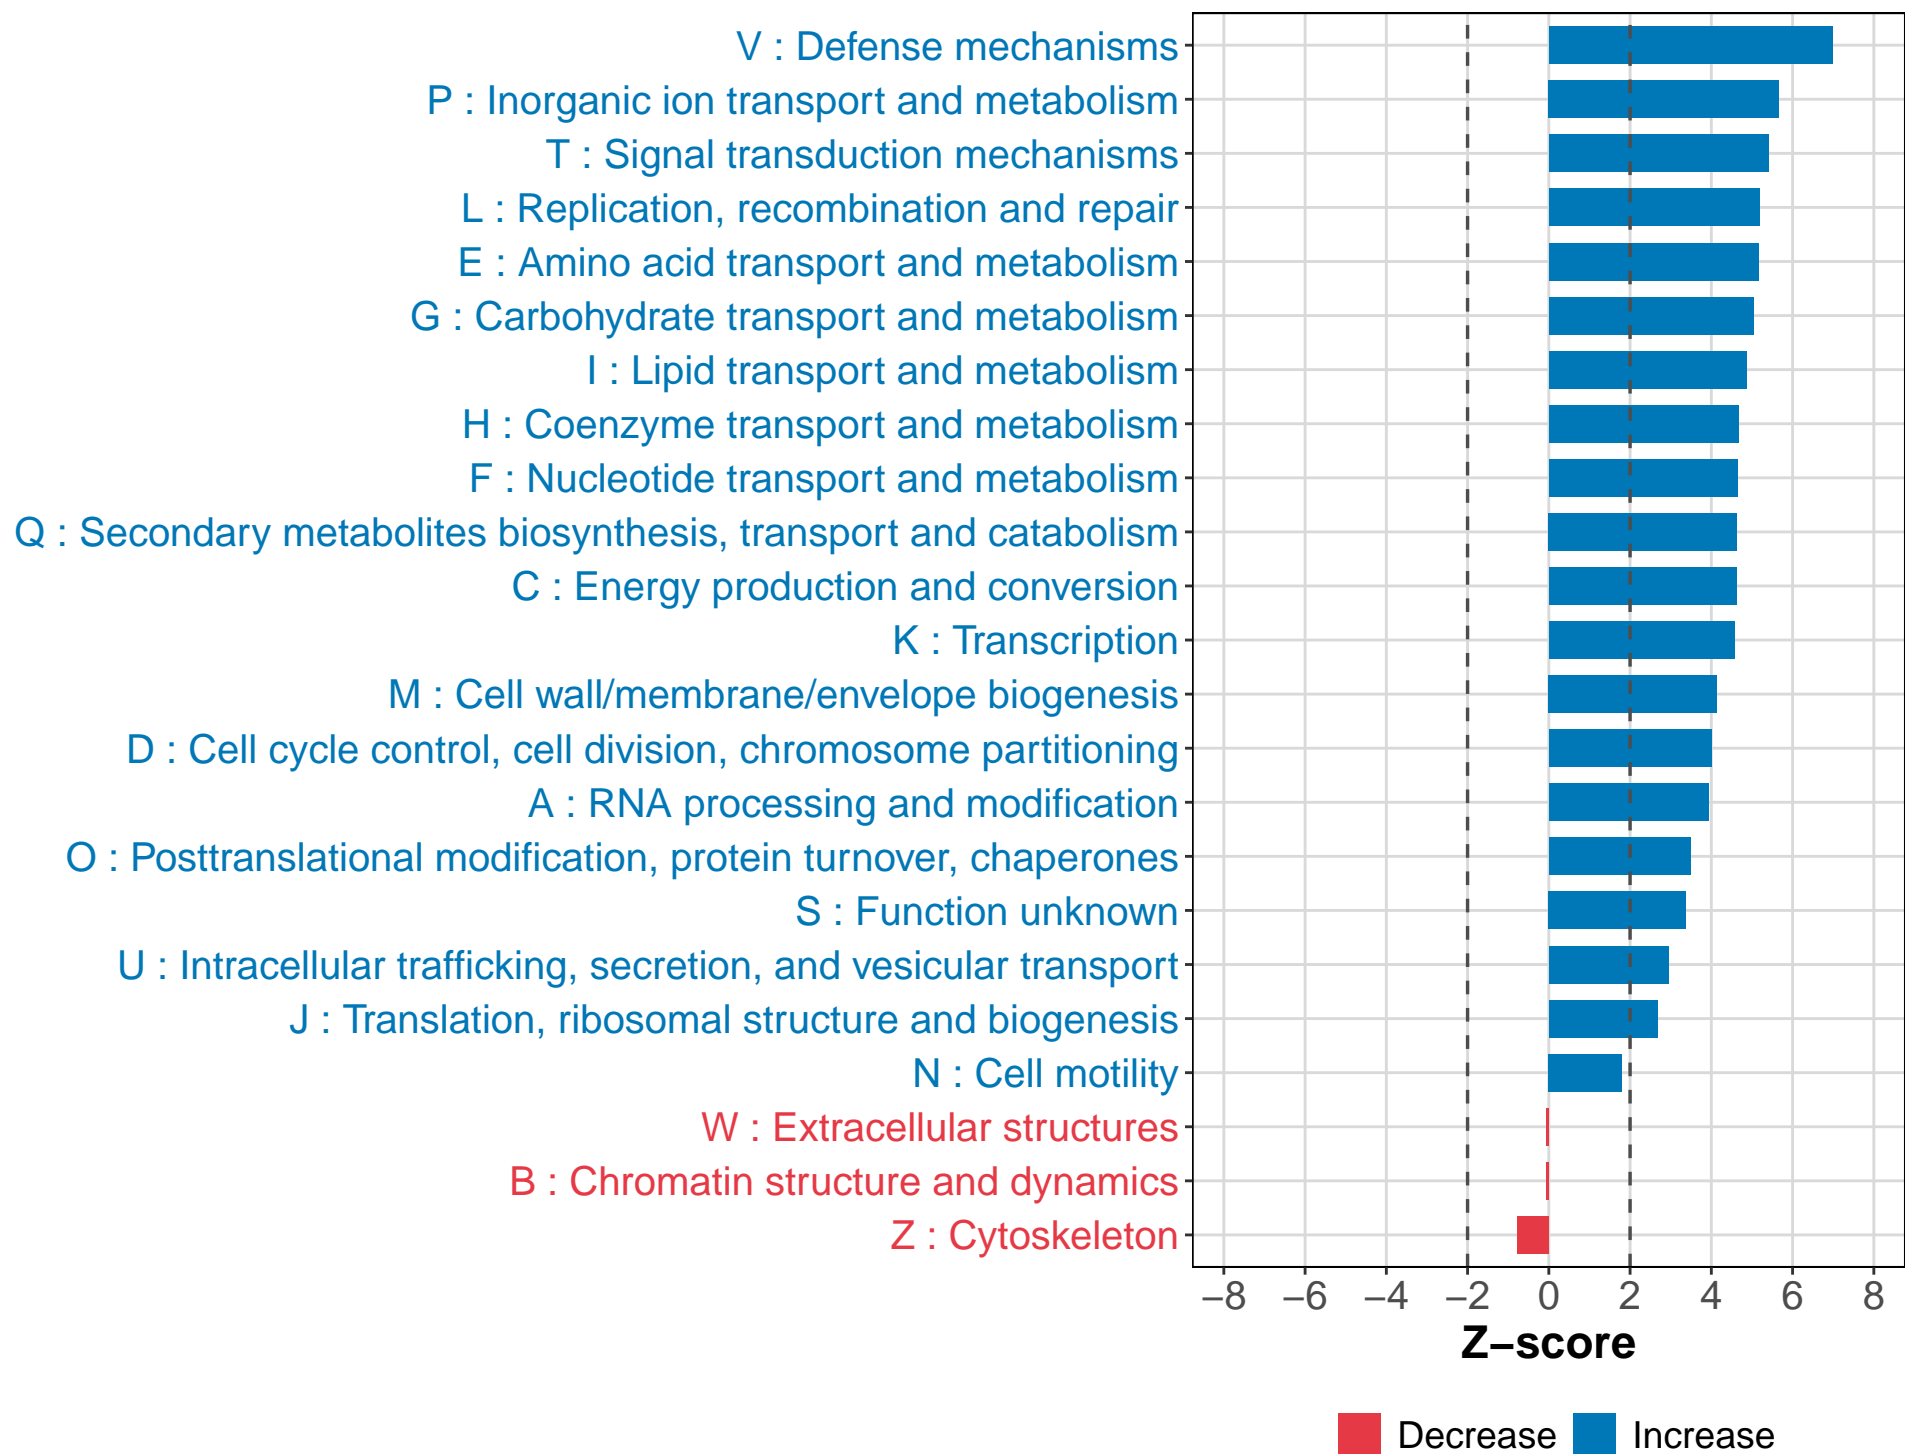 V : Defense mechanisms
P : Inorganic ion transport and metabolism
T : Signal transduction mechanisms
L : Replication, recombination and repair
E : Amino acid transport and metabolism
G : Carbohydrate transport and metabolism
I : Lipid transport and metabolism
H : Coenzyme transport and metabolism
F : Nucleotide transport and metabolism
Q : Secondary metabolites biosynthesis, transport and catabolism
C : Energy production and conversion
K : Transcription
M : Cell wall/membrane/envelope biogenesis
D : Cell cycle control, cell division, chromosome partitioning
A : RNA processing and modification
O : Posttranslational modification, protein turnover, chaperones
S : Function unknown
U : Intracellular trafficking, secretion, and vesicular transport
J : Translation, ribosomal structure and biogenesis
N : Cell motility
W : Extracellular structures
B : Chromatin structure and dynamics
Z : Cytoskeleton
−8 −6 −4 −2 0 2 4 6 8
Z−score
Decrease Increase